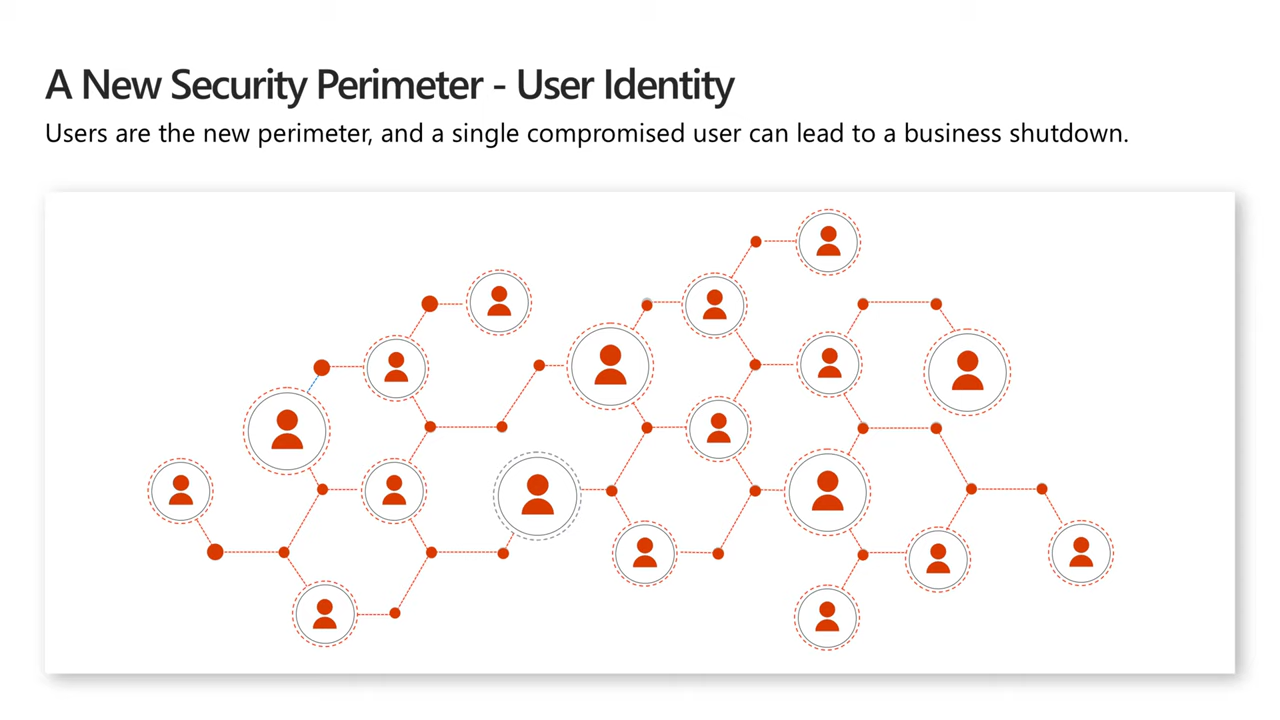 A New Security Perimeter - User Identity
Users are the new perimeter, and a single compromised user can lead to a business shutdown.